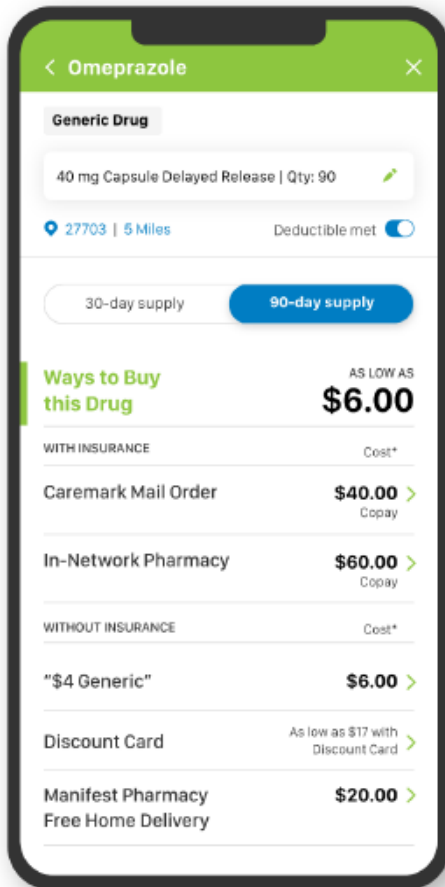 Omeprazole
Generic Drug
40 mg Capsule Delayed Release | Qty: 90
27703 | 5 Miles
Deductible met
30-day supply
90-day supply
Ways to Buy
this Drug
AS LOW AS
$6.00
WITH INSURANCE
Cost*
Caremark Mail Order
$40.00
Copay
In-Network Pharmacy
$60.00
Copay
WITHOUT INSURANCE
Cost*
"$4 Generic"
$6.00
Discount Card
As low as $17 with
Discount Card
Manifest Pharmacy
Free Home Delivery
$20.00